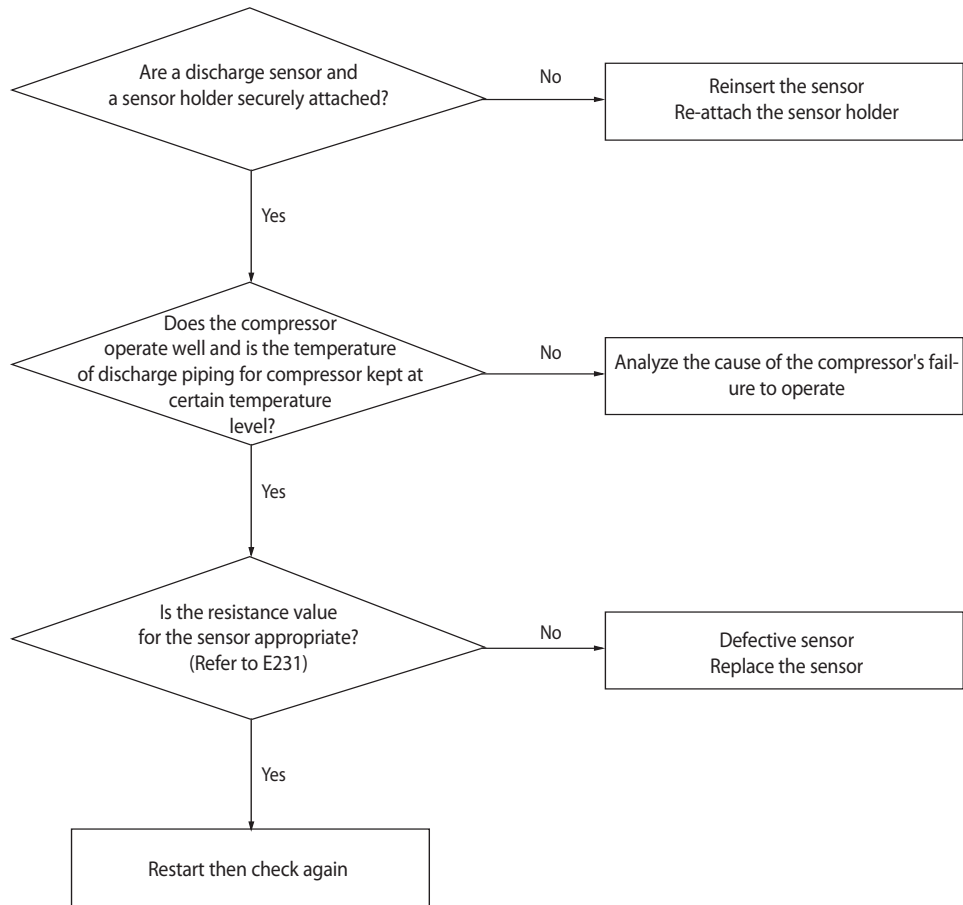 Are a discharge sensor and
a sensor holder securely attached?
No
Reinsert the sensor
Re-attach the sensor holder
Yes
Does the compressor
operate well and is the temperature
of discharge piping for compressor kept at
certain temperature
level?
No
Analyze the cause of the compressor's fail-
ure to operate
Yes
Is the resistance value
for the sensor appropriate?
(Refer to E231)
No
Defective sensor
Replace the sensor
Yes
Restart then check again